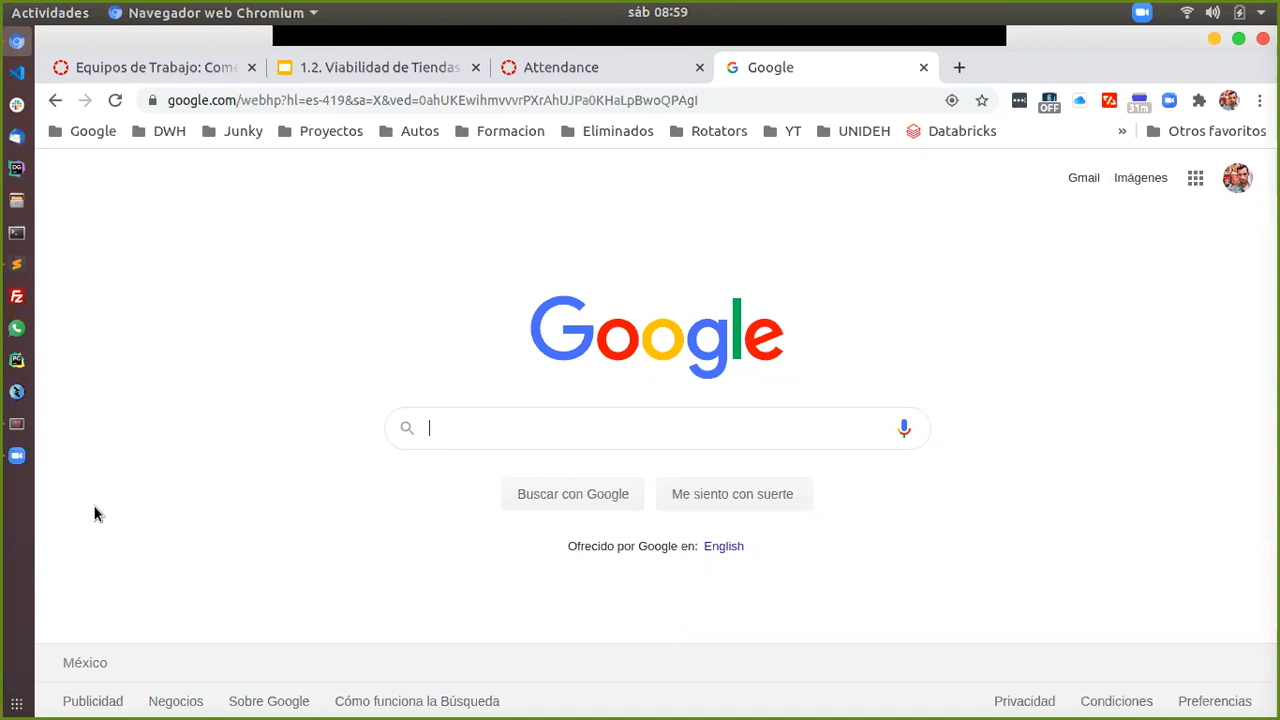 Actividades Navegador web Chromium sáb 08:59
Equipos de Trabajo: Come 1.2. Viabilidad de Tiendas Attendance Google
google.com/webhp?hl=es-419&sa=X&ved=0ahUKEwihmvvvrPXrAhUJPa0KHaLpBwoQPAgI OFF 31m
Google DWH Junky Proyectos Autos Formacion Eliminados Rotators YT UNIDEH Databricks » Otros favoritos
Gmail Imágenes
Google
Buscar con Google Me siento con suerte
Ofrecido por Google en: English
México
Publicidad Negocios Sobre Google Cómo funciona la Búsqueda Privacidad Condiciones Preferencias